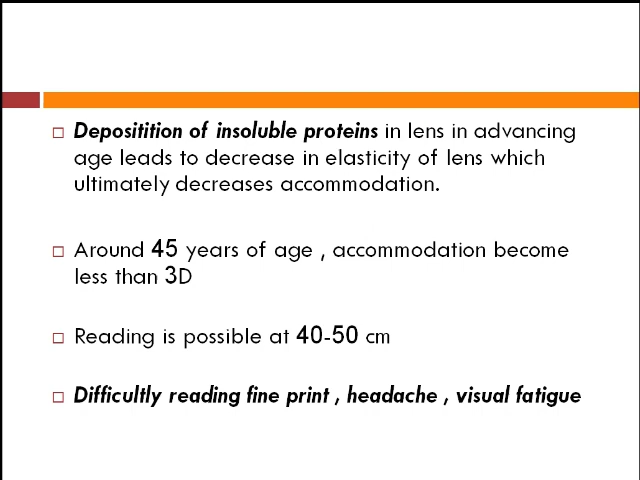 Depositition of insoluble proteins in lens in advancing
age leads to decrease in elasticity of lens which
ultimately decreases accommodation.
Around 45 years of age , accommodation become
less than 3D
Reading is possible at 40-50 cm
Difficultly reading fine print , headache , visual fatigue